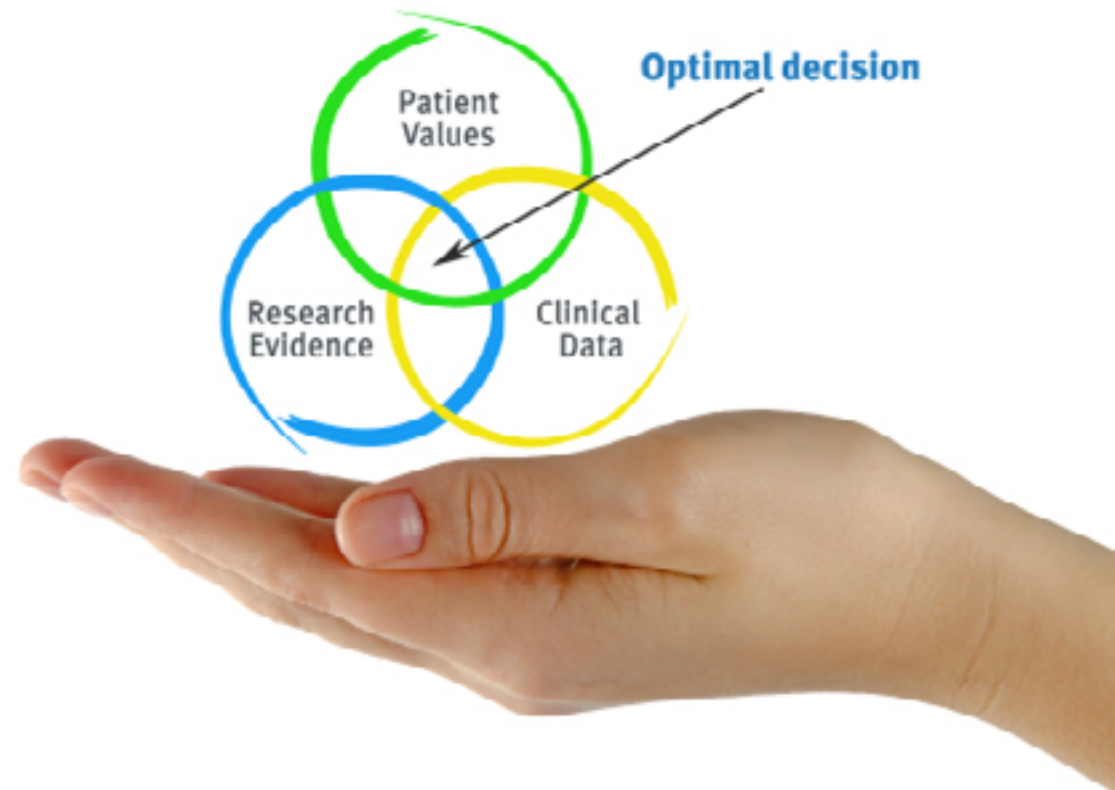 Optimal decision
Patient
Values
Research
Evidence
Clinical
Data